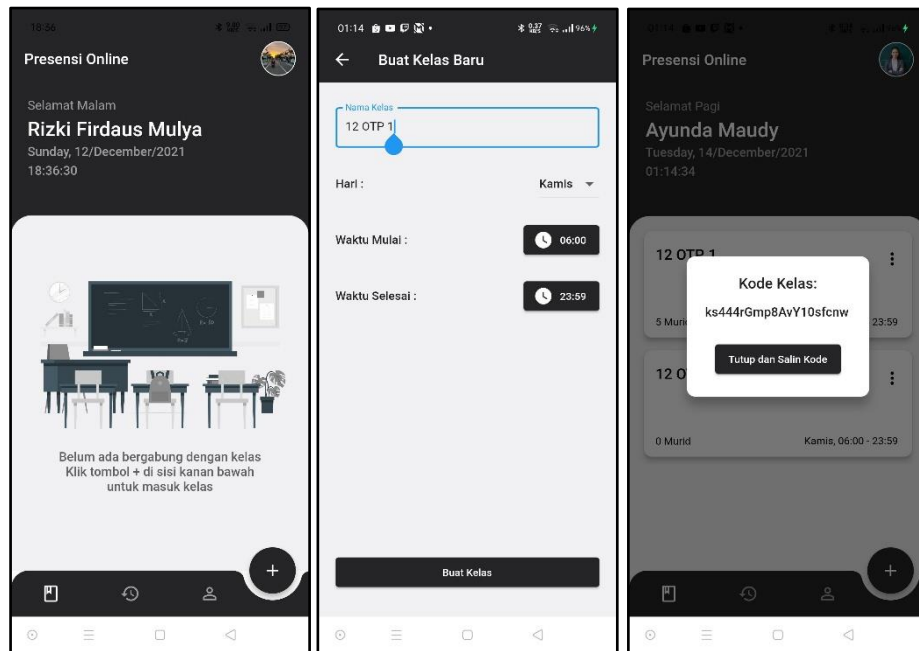 18:36
Presensi Online
Selamat Malam
Rizki Firdaus Mulya
Sunday, 12/December/2021
18:36:30
Belum ada bergabung dengan kelas
Klik tombol + di sisi kanan bawah
untuk masuk kelas
+
01:14 96%
Buat Kelas Baru
Nama Kelas
12 OTP 1
Hari : Kamis
Waktu Mulai : 06:00
Waktu Selesai : 23:59
Buat Kelas
01:14
Presensi Online
Selamat Pagi
Ayunda Maudy
Tuesday, 14/December/2021
01:14:34
12 OTP 1
Kode Kelas:
ks444rGmp8AvY10sfcnw
5 Murid 23:59
Tutup dan Salin Kode
12 O
0 Murid Kamis, 06:00 - 23:59
+